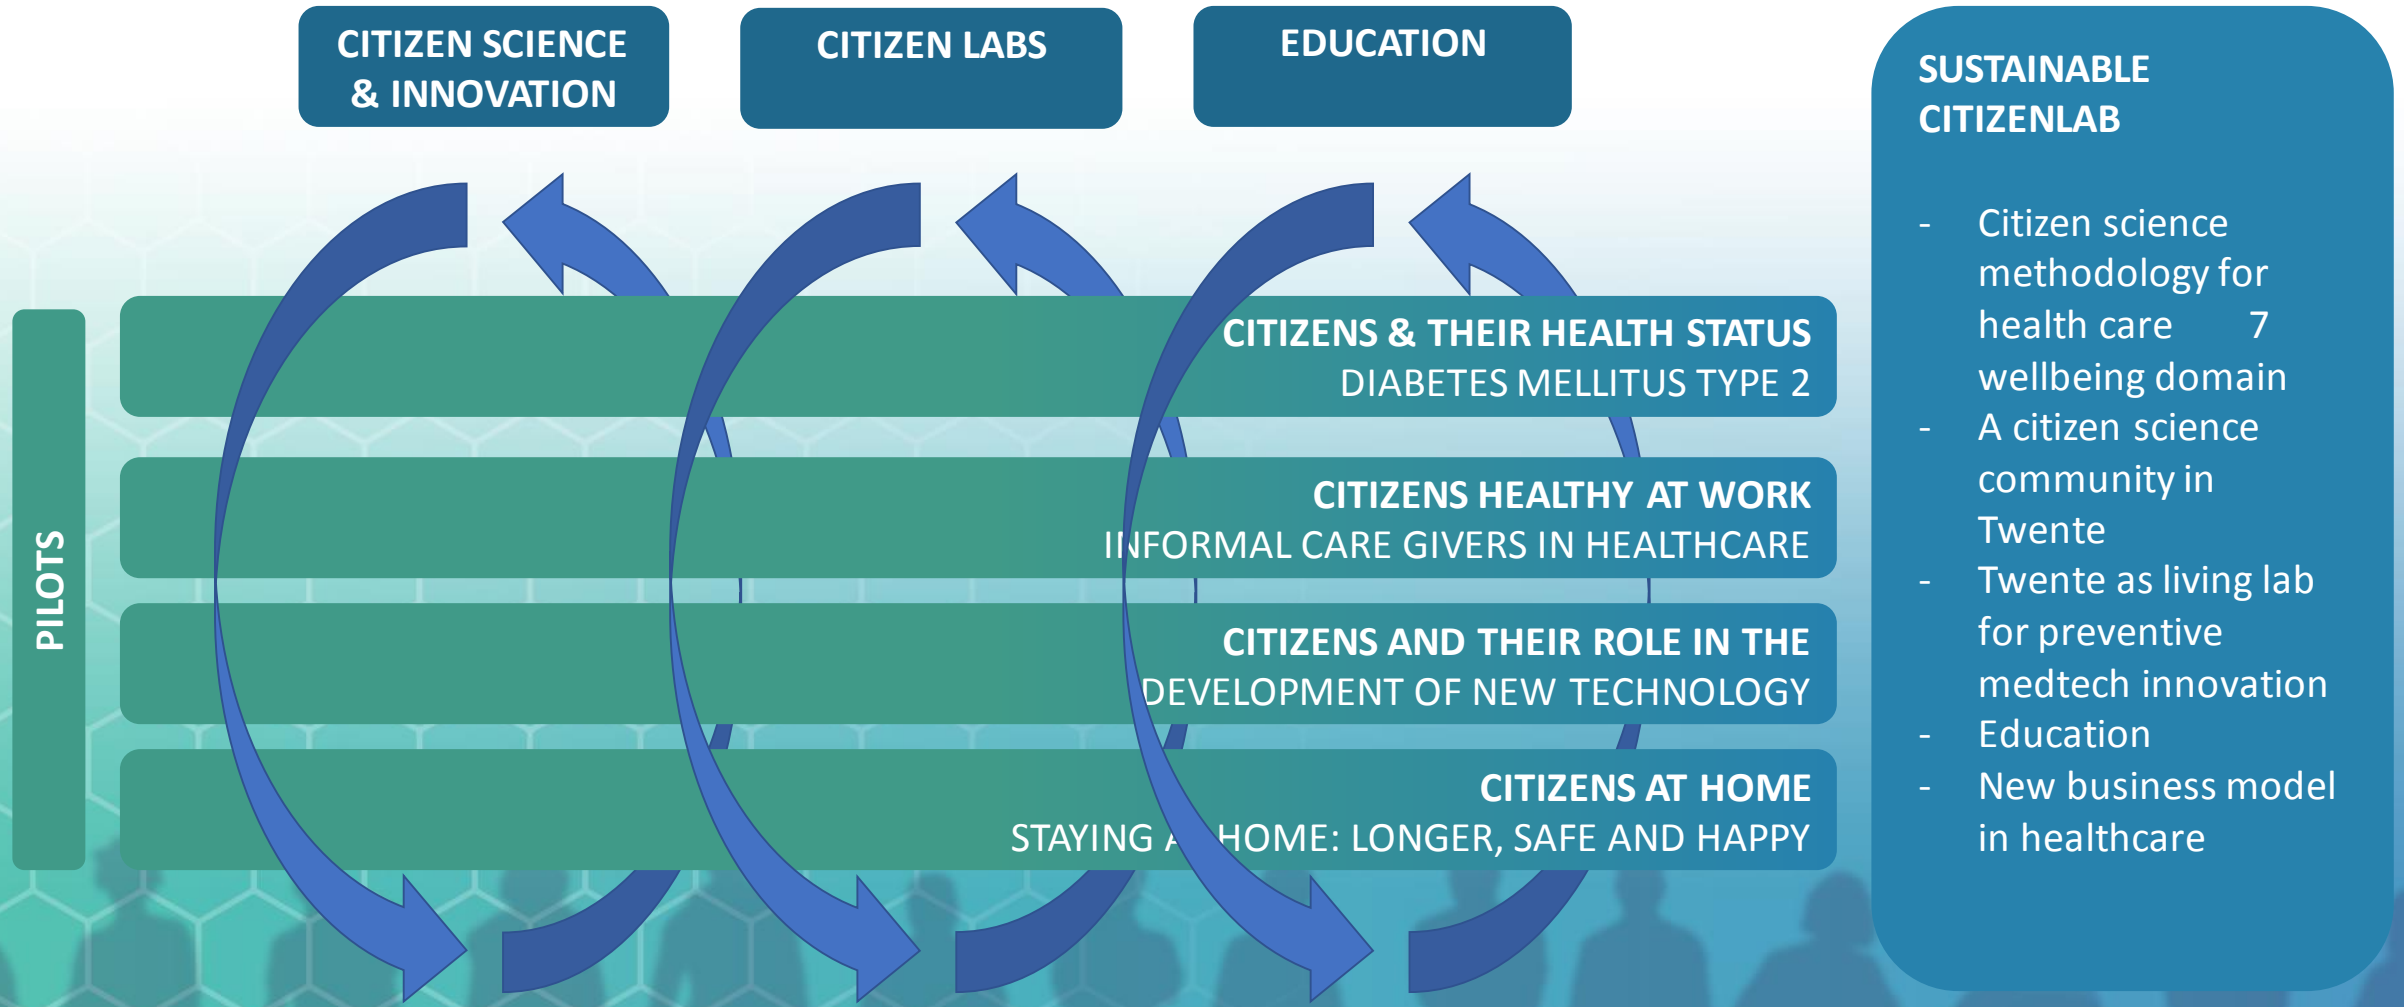 CITIZEN SCIENCE
& INNOVATION
CITIZEN LABS
EDUCATION
PILOTS
CITIZENS & THEIR HEALTH STATUS
DIABETES MELLITUS TYPE 2
CITIZENS HEALTHY AT WORK
INFORMAL CARE GIVERS IN HEALTHCARE
CITIZENS AND THEIR ROLE IN THE
DEVELOPMENT OF NEW TECHNOLOGY
CITIZENS AT HOME
STAYING AT HOME: LONGER, SAFE AND HAPPY
SUSTAINABLE
CITIZENLAB
- Citizen science
methodology for
health care 7
wellbeing domain
- A citizen science
community in
Twente
- Twente as living lab
for preventive
medtech innovation
- Education
- New business model
in healthcare